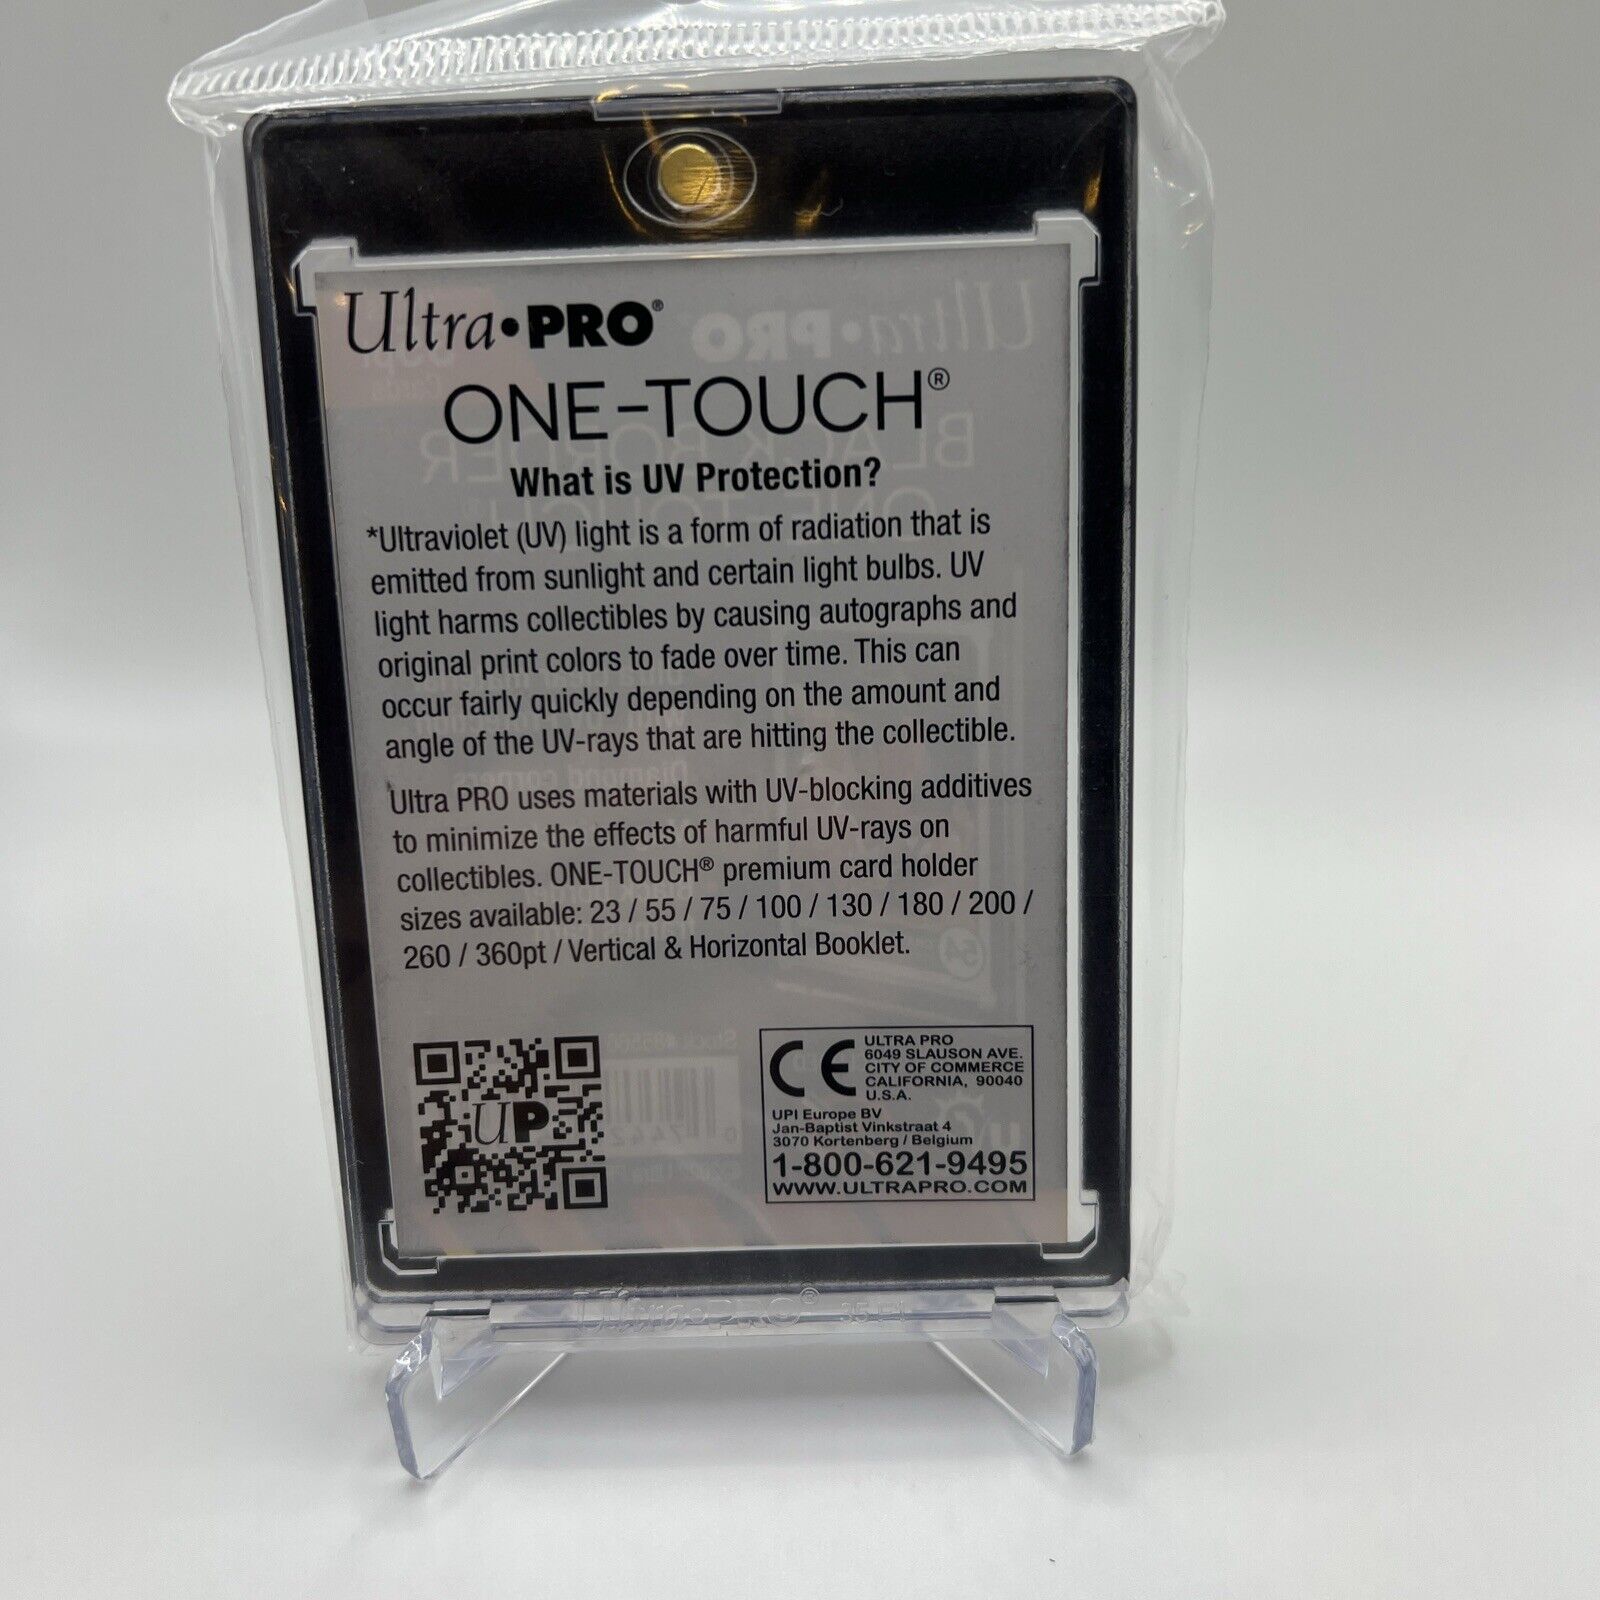 Ultra•PRO®
ONE-TOUCH®
What is UV Protection?
*Ultraviolet (UV) light is a form of radiation that is
emitted from sunlight and certain light bulbs. UV
light harms collectibles by causing autographs and
original print colors to fade over time. This can
occur fairly quickly depending on the amount and
angle of the UV-rays that are hitting the collectible.
Ultra PRO uses materials with UV-blocking additives
to minimize the effects of harmful UV-rays on
collectibles. ONE-TOUCH® premium card holder
sizes available: 23 / 55 / 75 / 100 / 130 / 180 / 200 /
260 / 360pt / Vertical & Horizontal Booklet.
UP
CE
ULTRA PRO
6049 SLAUSON AVE.
CITY OF COMMERCE
CALIFORNIA, 90040
U.S.A.
UPI Europe BV
Jan-Baptist Vinkstraat 4
3070 Kortenberg / Belgium
1-800-621-9495
WWW.ULTRAPRO.COM
Ultra•PRO® 35PT